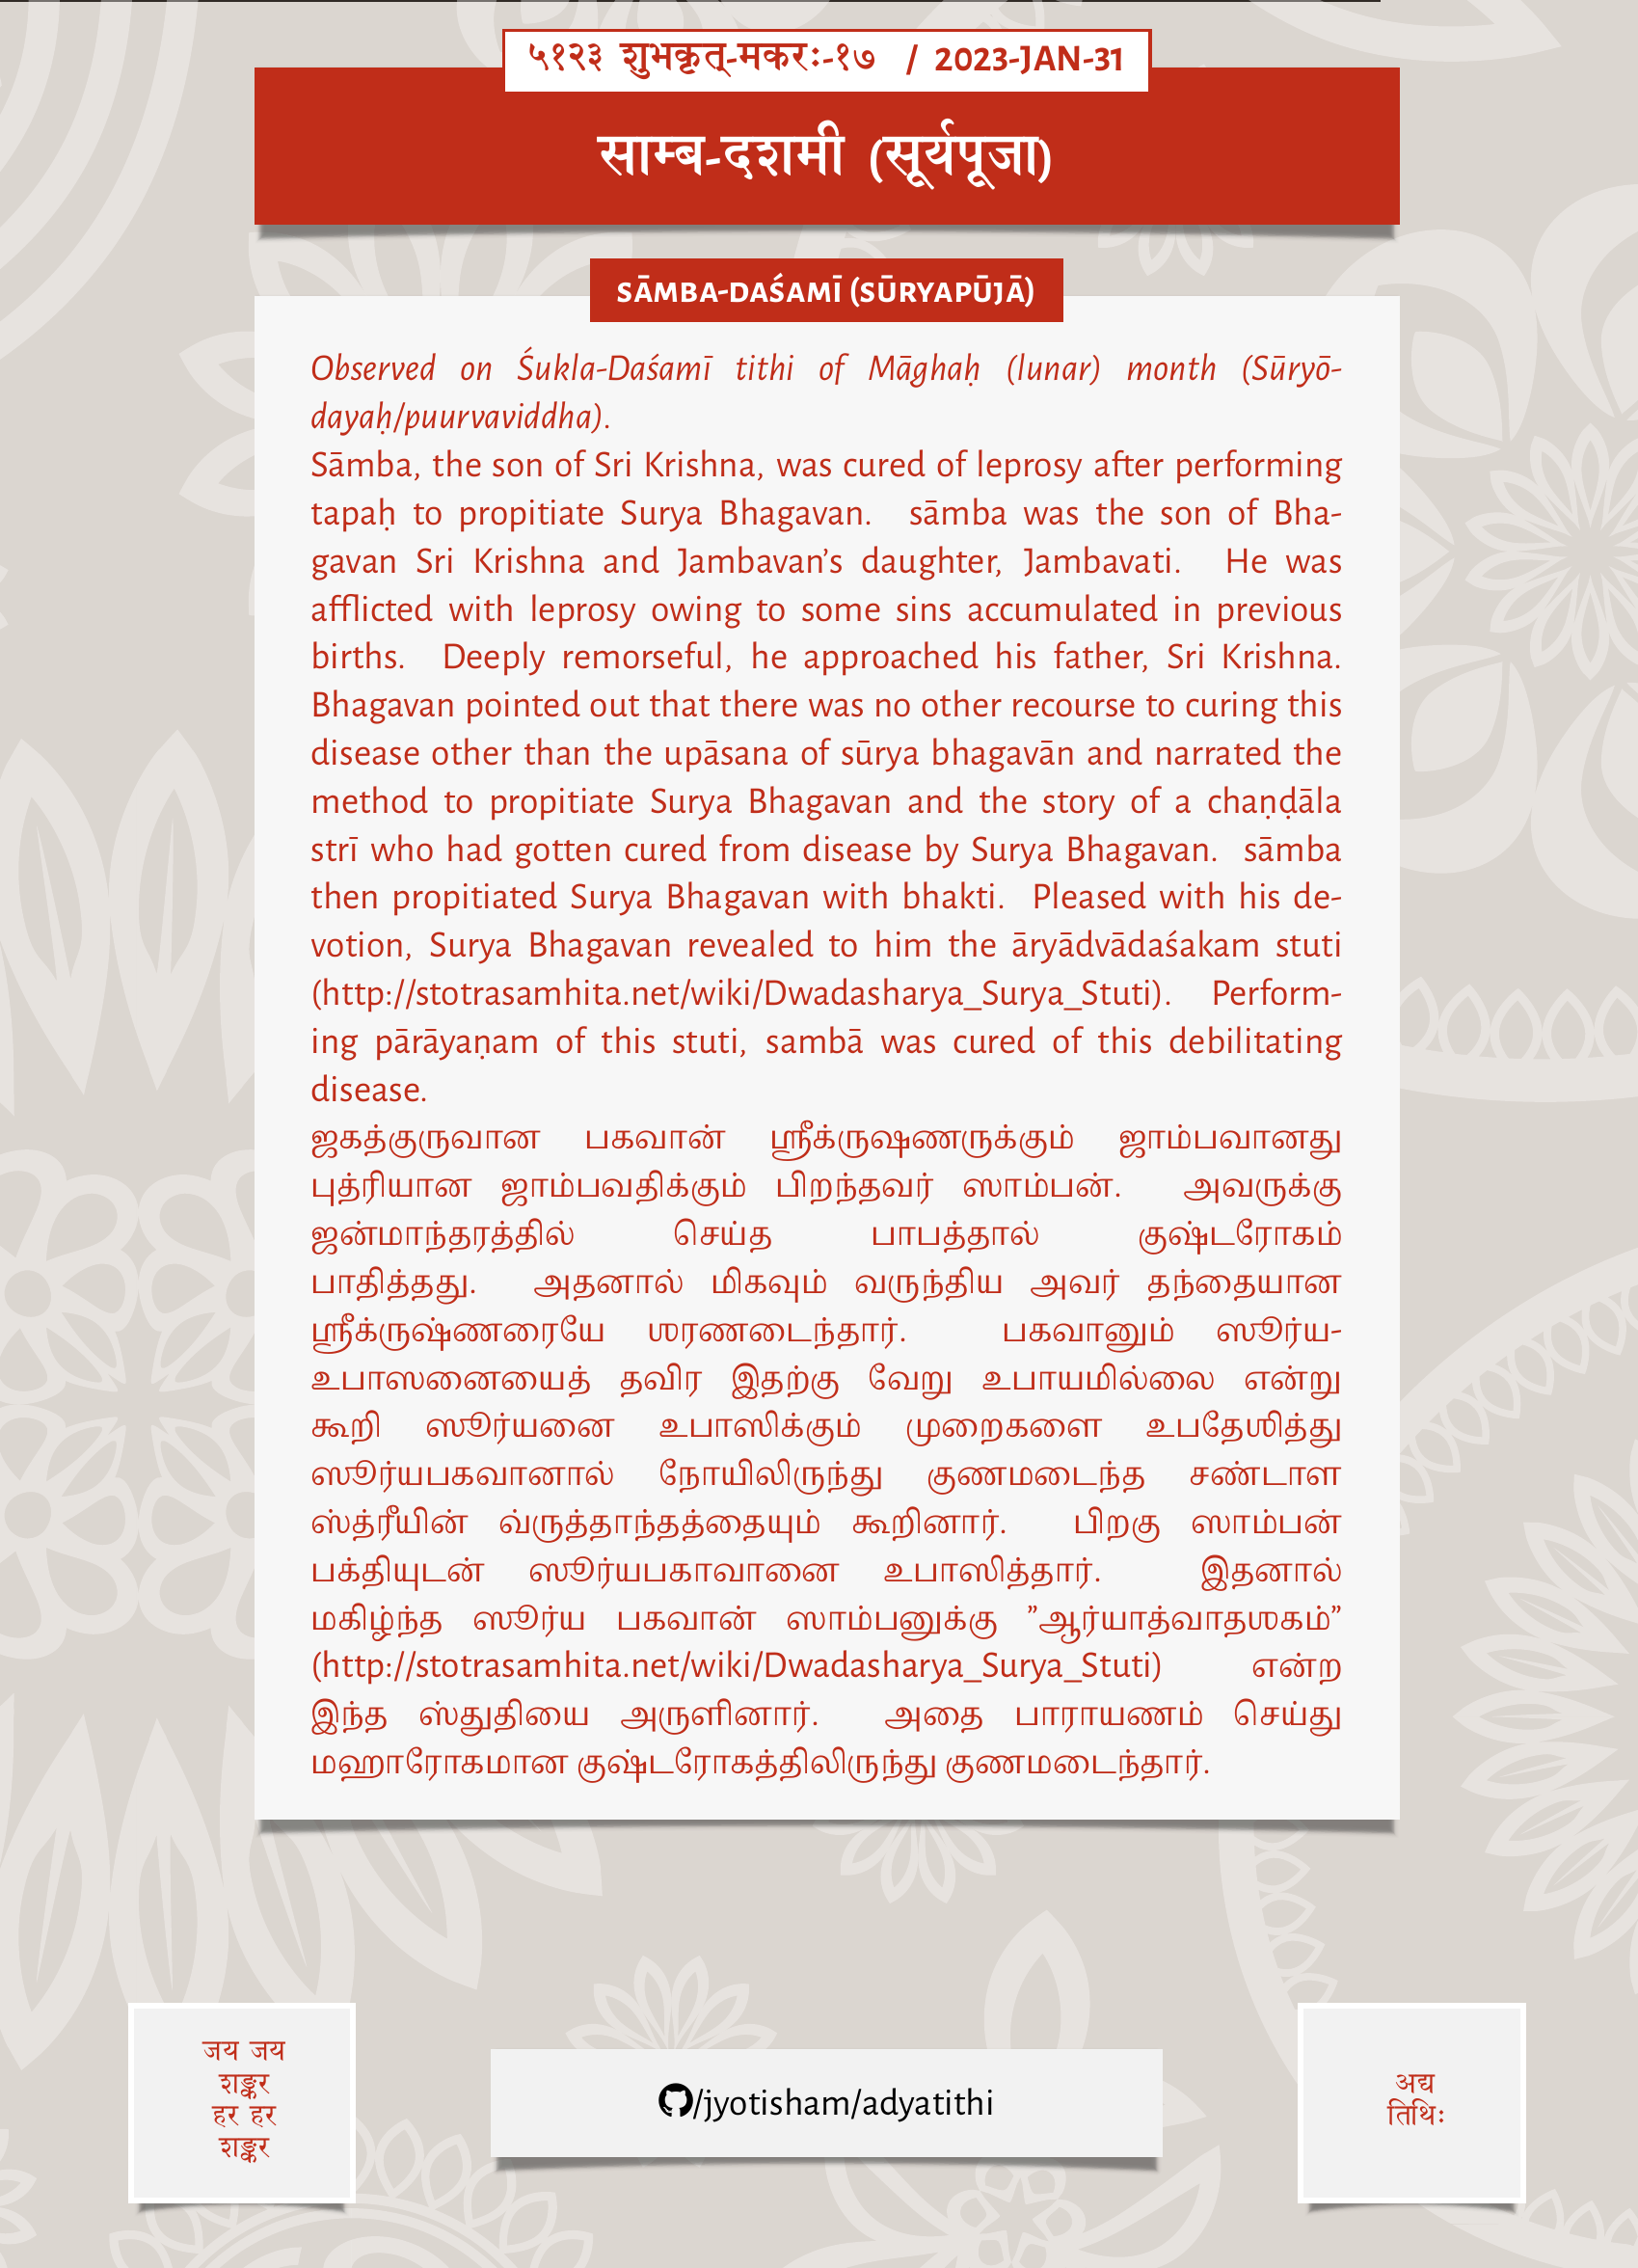 ५१२३ शुभकृत्-मकरः-१७ / 2023-JAN-31
साम्ब-दशमी (सूर्यपूजा)
SĀMBA-DAŚAMĪ (SŪRYAPŪJĀ)
Observed on Śukla-Daśamī tithi of Māghaḥ (lunar) month (Sūryō-
dayaḥ/puurvaviddha).
Sāmba, the son of Sri Krishna, was cured of leprosy after performing
tapaḥ to propitiate Surya Bhagavan. sāmba was the son of Bha-
gavan Sri Krishna and Jambavan's daughter, Jambavati. He was
afflicted with leprosy owing to some sins accumulated in previous
births. Deeply remorseful, he approached his father, Sri Krishna.
Bhagavan pointed out that there was no other recourse to curing this
disease other than the upāsana of sūrya bhagavān and narrated the
method to propitiate Surya Bhagavan and the story of a chaṇḍāla
strī who had gotten cured from disease by Surya Bhagavan. sāmba
then propitiated Surya Bhagavan with bhakti. Pleased with his de-
votion, Surya Bhagavan revealed to him the āryādvādaśakam stuti
(http://stotrasamhita.net/wiki/Dwadasharya_Surya_Stuti). Perform-
ing pārāyaṇam of this stuti, sambā was cured of this debilitating
disease.
ஜகத்குருவான பகவான் ஶ்ரீக்ருஷணருக்கும் ஜாம்பவானது
புத்ரியான ஜாம்பவதிக்கும் பிறந்தவர் ஸாம்பன். அவருக்கு
ஜன்மாந்தரத்தில் செய்த பாபத்தால் குஷ்டரோகம்
பாதித்தது. அதனால் மிகவும் வருந்திய அவர் தந்தையான
ஶ்ரீக்ருஷ்ணரையே ஶரணடைந்தார். பகவானும் ஸூர்ய-
உபாஸனையைத் தவிர இதற்கு வேறு உபாயமில்லை என்று
கூறி ஸூர்யனை உபாஸிக்கும் முறைகளை உபதேஶித்து
ஸூர்யபகவானால் நோயிலிருந்து குணமடைந்த சண்டாள
ஸ்த்ரீயின் வ்ருத்தாந்தத்தையும் கூறினார். பிறகு ஸாம்பன்
பக்தியுடன் ஸூர்யபகாவானை உபாஸித்தார். இதனால்
மகிழ்ந்த ஸூர்ய பகவான் ஸாம்பனுக்கு ”ஆர்யாத்வாதஶகம்”
(http://stotrasamhita.net/wiki/Dwadasharya_Surya_Stuti) என்ற
இந்த ஸ்துதியை அருளினார். அதை பாராயணம் செய்து
மஹாரோகமான குஷ்டரோகத்திலிருந்து குணமடைந்தார்.
जय जय
शङ्कर
हर हर
शङ्कर
/jyotisham/adyatithi
अद्य
तिथिः